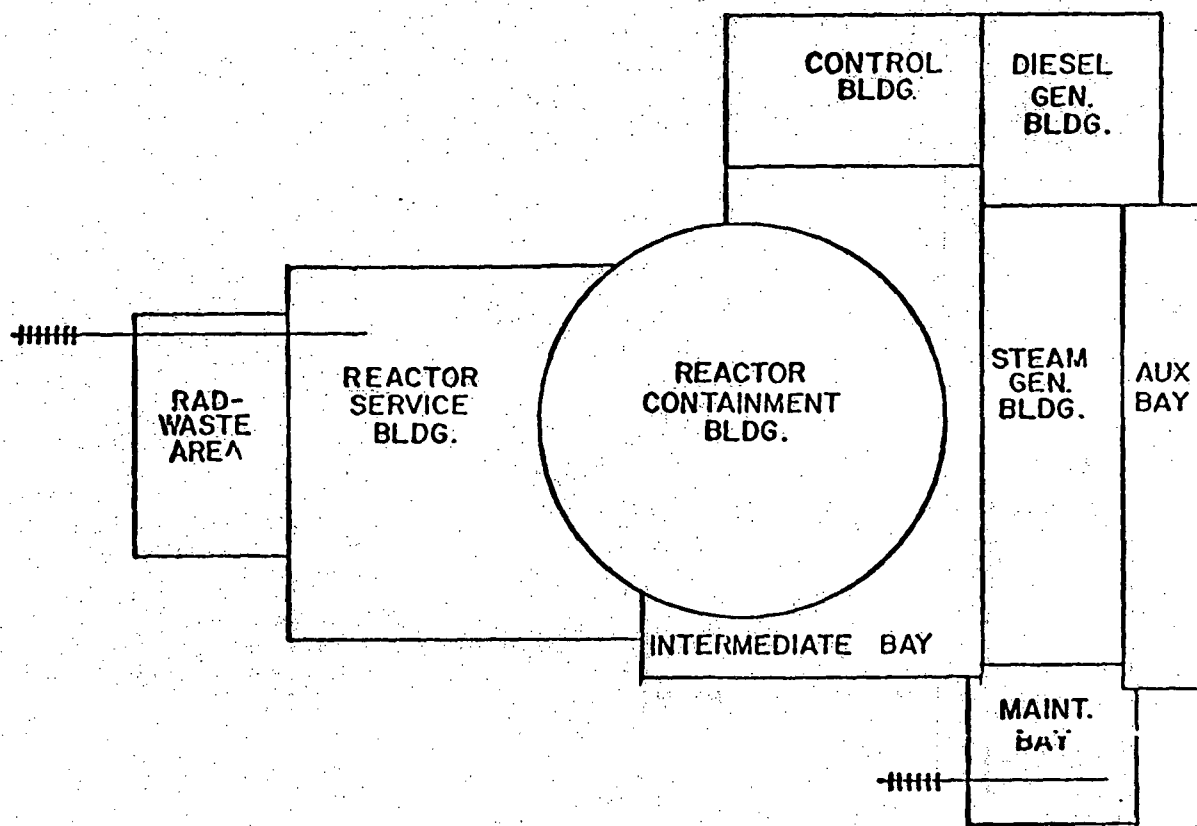 CONTROL
BLDG.
DIESEL
GEN.
BLDG.
RAD-
WASTE
AREA
REACTOR
SERVICE
BLDG.
REACTOR
CONTAINMENT
BLDG.
STEAM
GEN.
BLDG.
AUX
BAY
INTERMEDIATE BAY
MAINT.
BAY